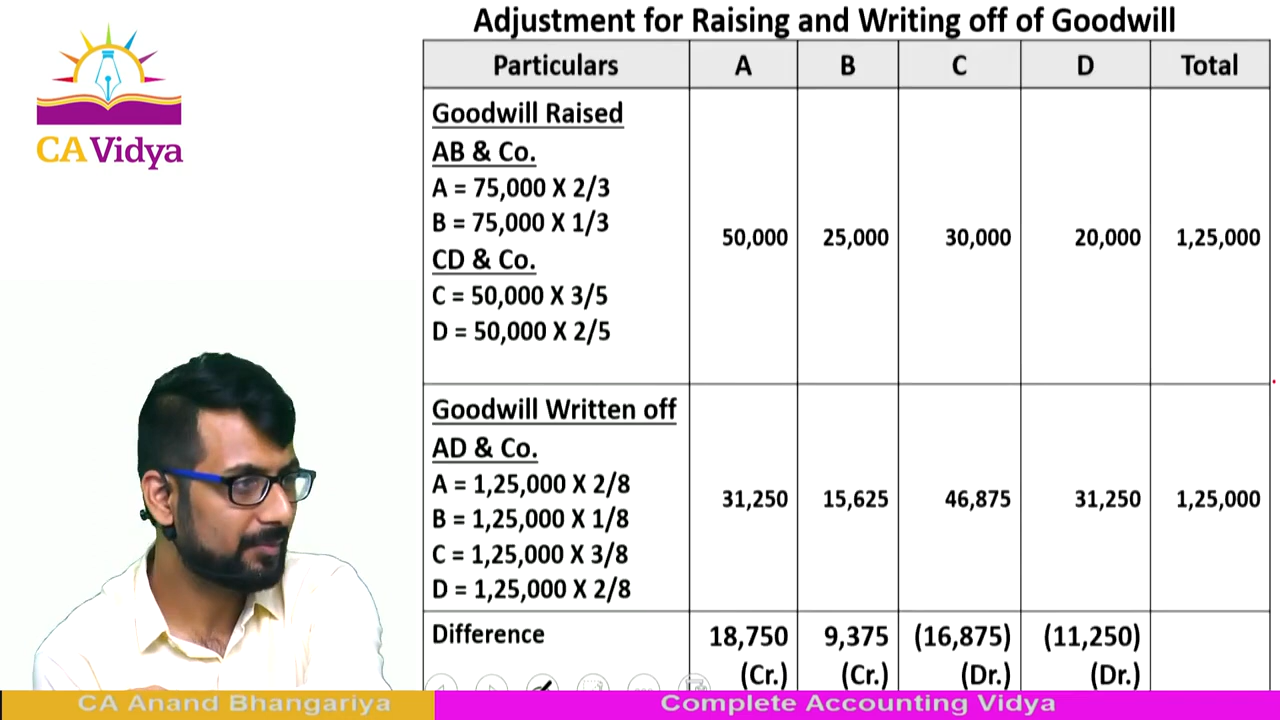 Adjustment for Raising and Writing off of Goodwill
CA Vidya
Particulars A B C D Total
Goodwill Raised
AB & Co.
A = 75,000 X 2/3
B = 75,000 X 1/3
CD & Co.
C = 50,000 X 3/5
D = 50,000 X 2/5
50,000 25,000 30,000 20,000 1,25,000
Goodwill Written off
AD & Co.
A = 1,25,000 X 2/8
B = 1,25,000 X 1/8
C = 1,25,000 X 3/8
D = 1,25,000 X 2/8
31,250 15,625 46,875 31,250 1,25,000
Difference 18,750 9,375 (16,875) (11,250)
(Cr.) (Cr.) (Dr.) (Dr.)
CA Anand Bhangariya Complete Accounting Vidya